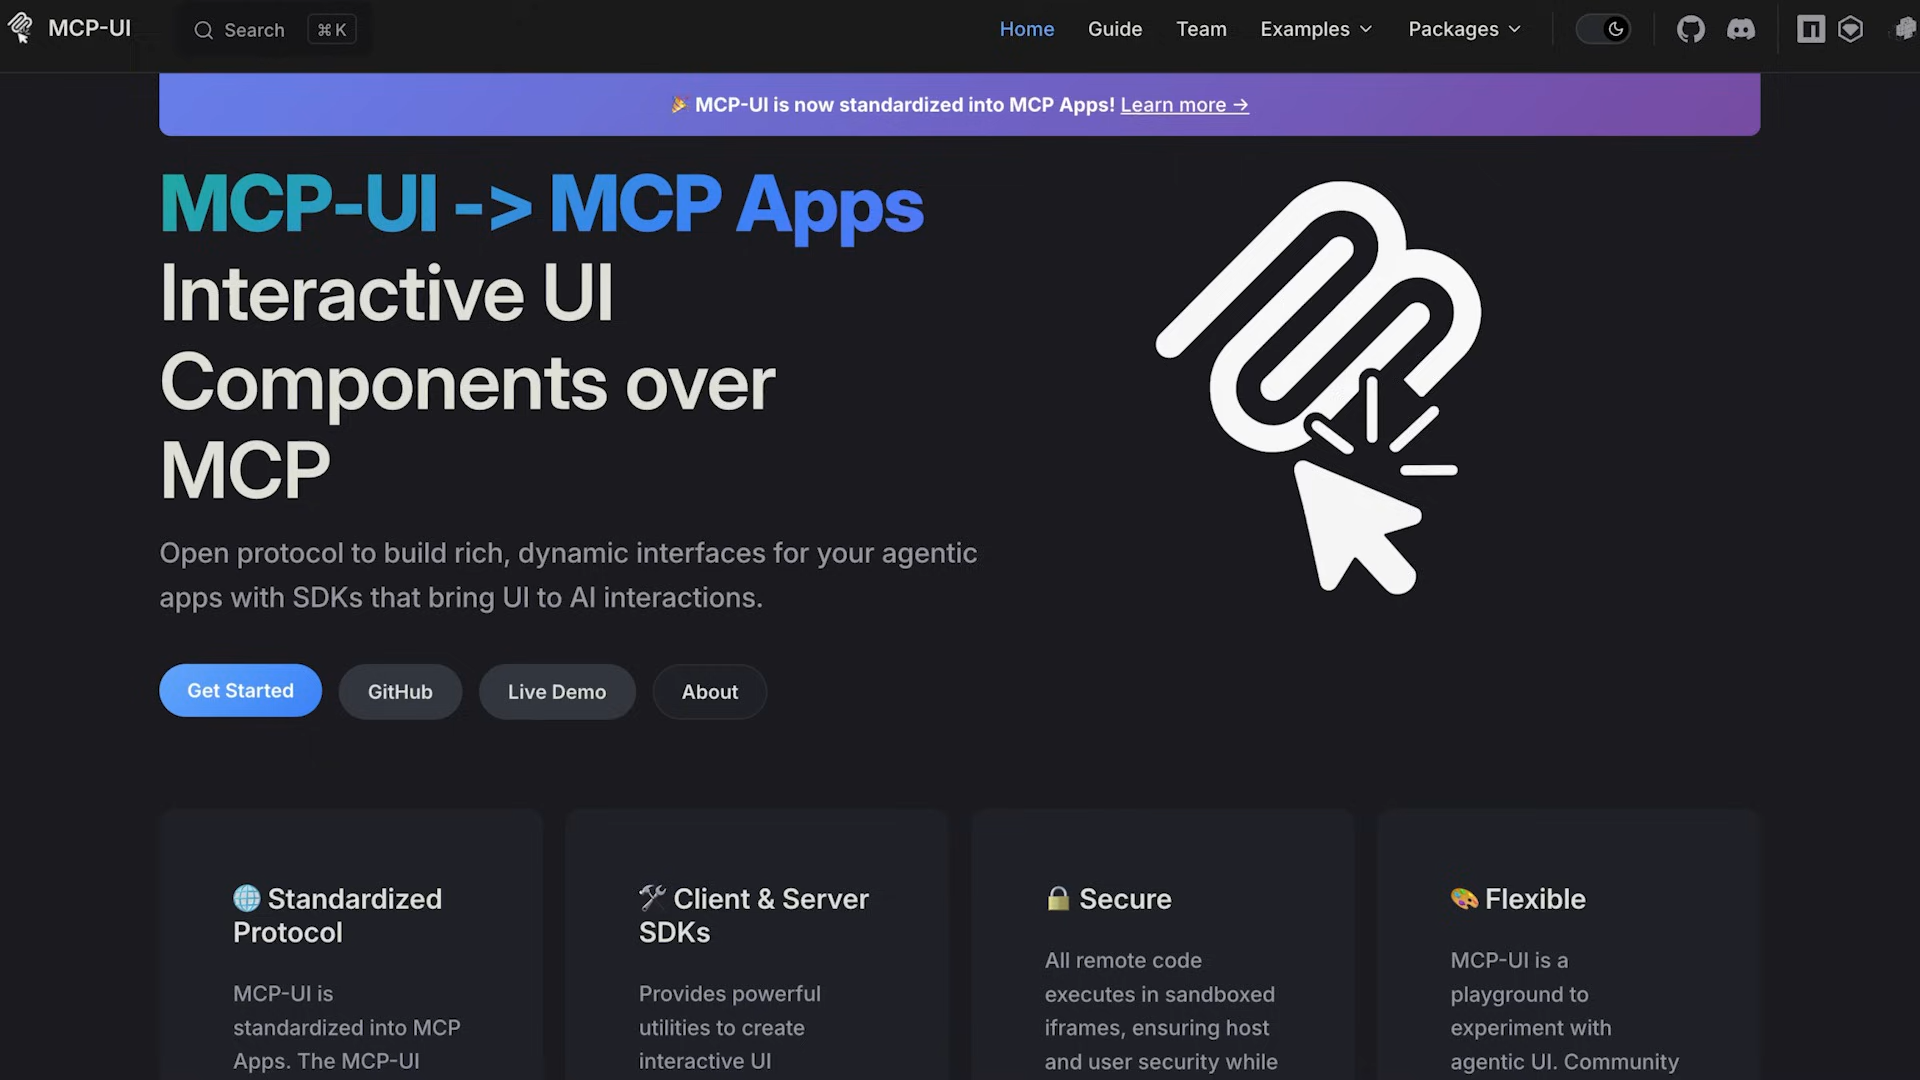 MCP-UI
Search
⌘ K
Home
Guide
Team
Examples
Packages
🎉 MCP-UI is now standardized into MCP Apps! Learn more →
MCP-UI -> MCP Apps
Interactive UI
Components over
MCP
Open protocol to build rich, dynamic interfaces for your agentic
apps with SDKs that bring UI to AI interactions.
Get Started
GitHub
Live Demo
About
🌐 Standardized
Protocol
MCP-UI is
standardized into MCP
Apps. The MCP-UI
🛠️ Client & Server
SDKs
Provides powerful
utilities to create
interactive UI
🔒 Secure
All remote code
executes in sandboxed
iframes, ensuring host
and user security while
🎨 Flexible
MCP-UI is a
playground to
experiment with
agentic UI. Community